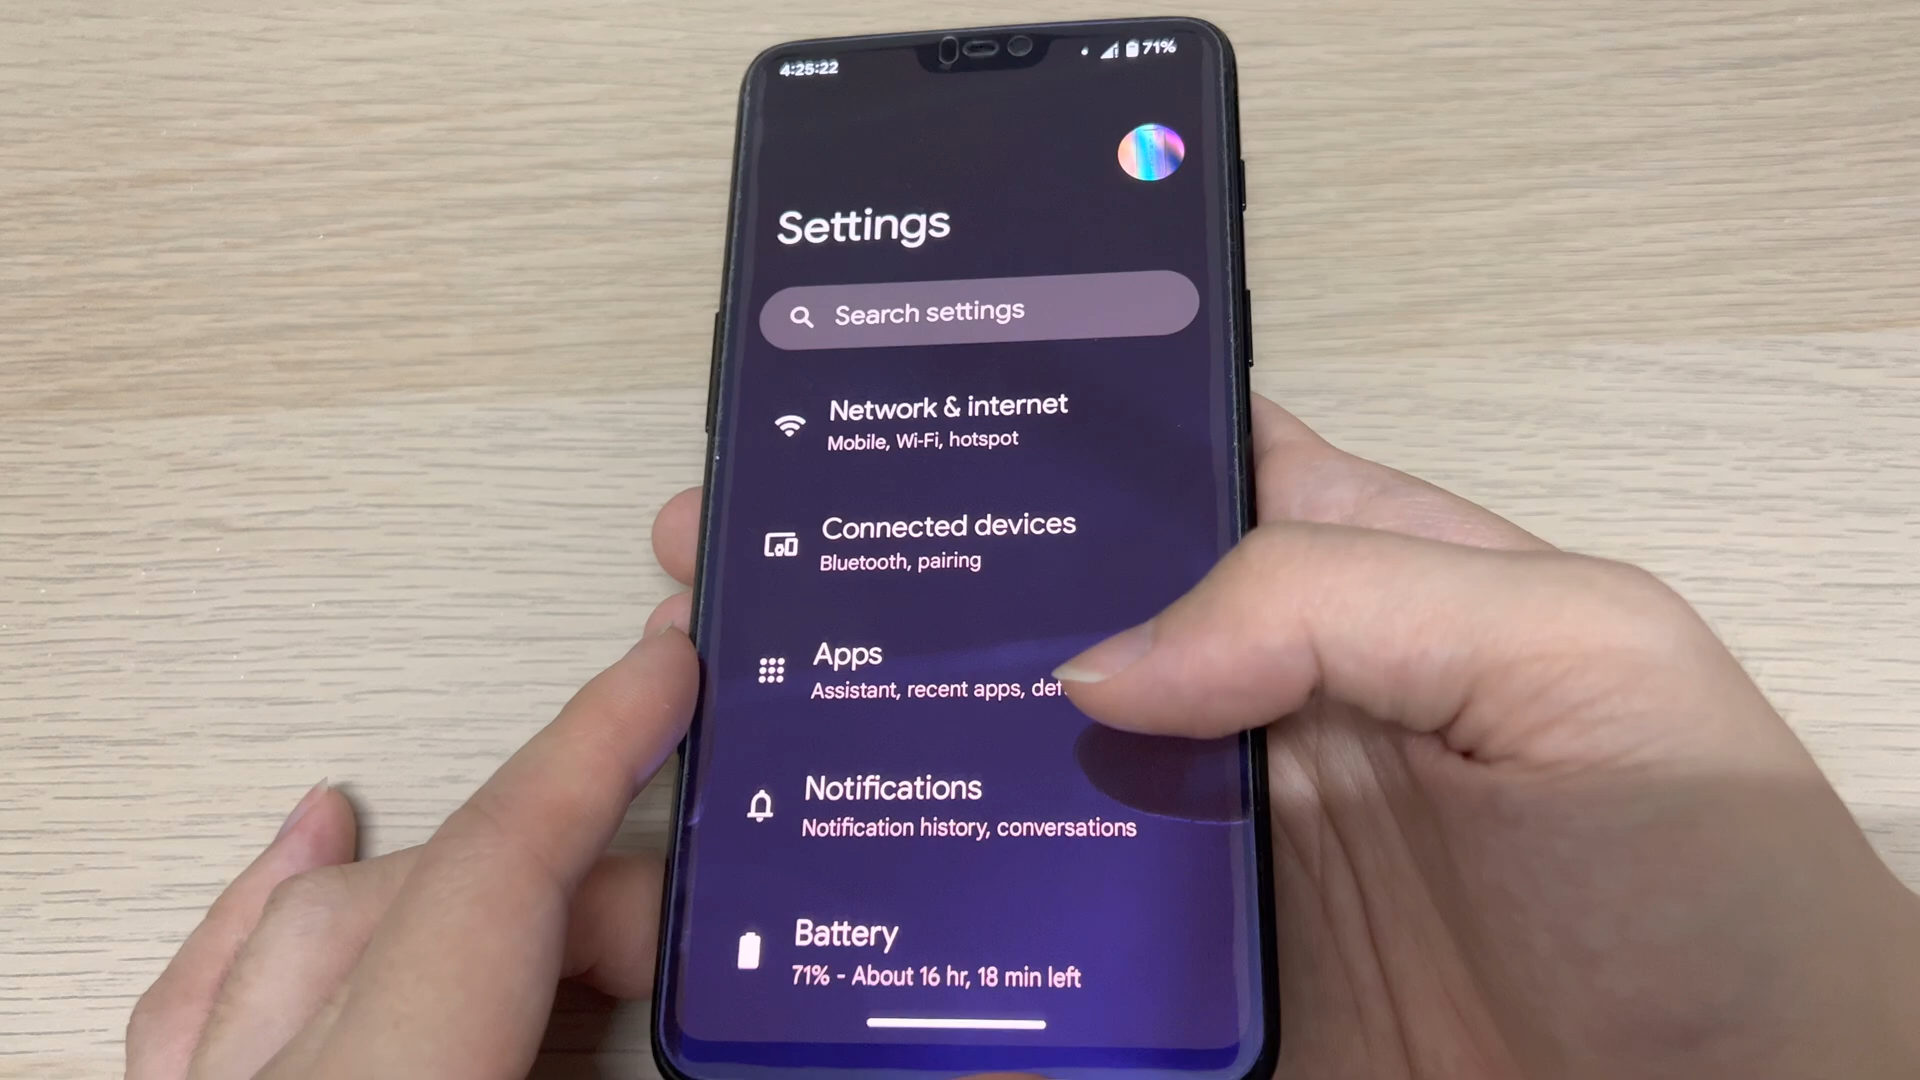 4:25:22
71%
Settings
Search settings
Network & internet
Mobile, Wi-Fi, hotspot
Connected devices
Bluetooth, pairing
Apps
Assistant, recent apps,
Notifications
Notification history, conversations
Battery
71% - About 16 hr, 18 min left